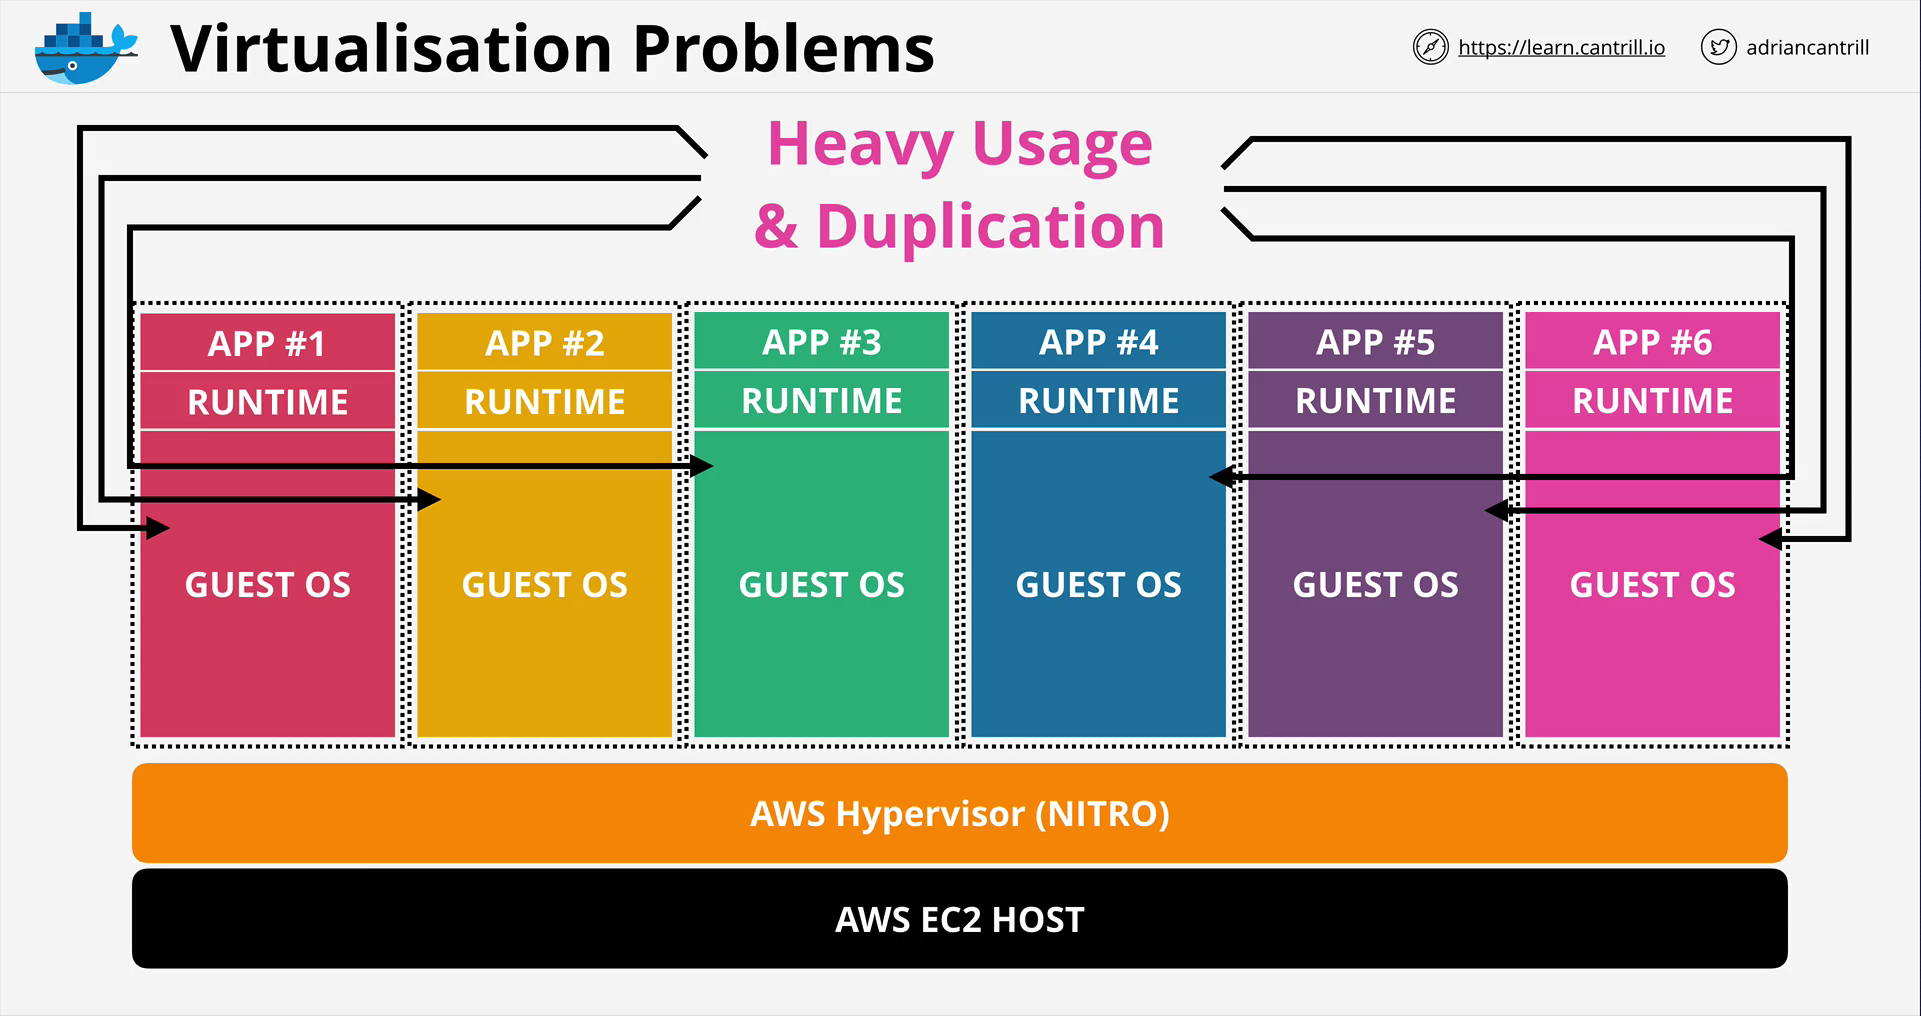 Virtualisation Problems
https://learn.cantrill.io
adriancantrill
Heavy Usage
& Duplication
APP #1
APP #2
APP #3
APP #4
APP #5
APP #6
RUNTIME
RUNTIME
RUNTIME
RUNTIME
RUNTIME
RUNTIME
GUEST OS
GUEST OS
GUEST OS
GUEST OS
GUEST OS
GUEST OS
AWS Hypervisor (NITRO)
AWS EC2 HOST